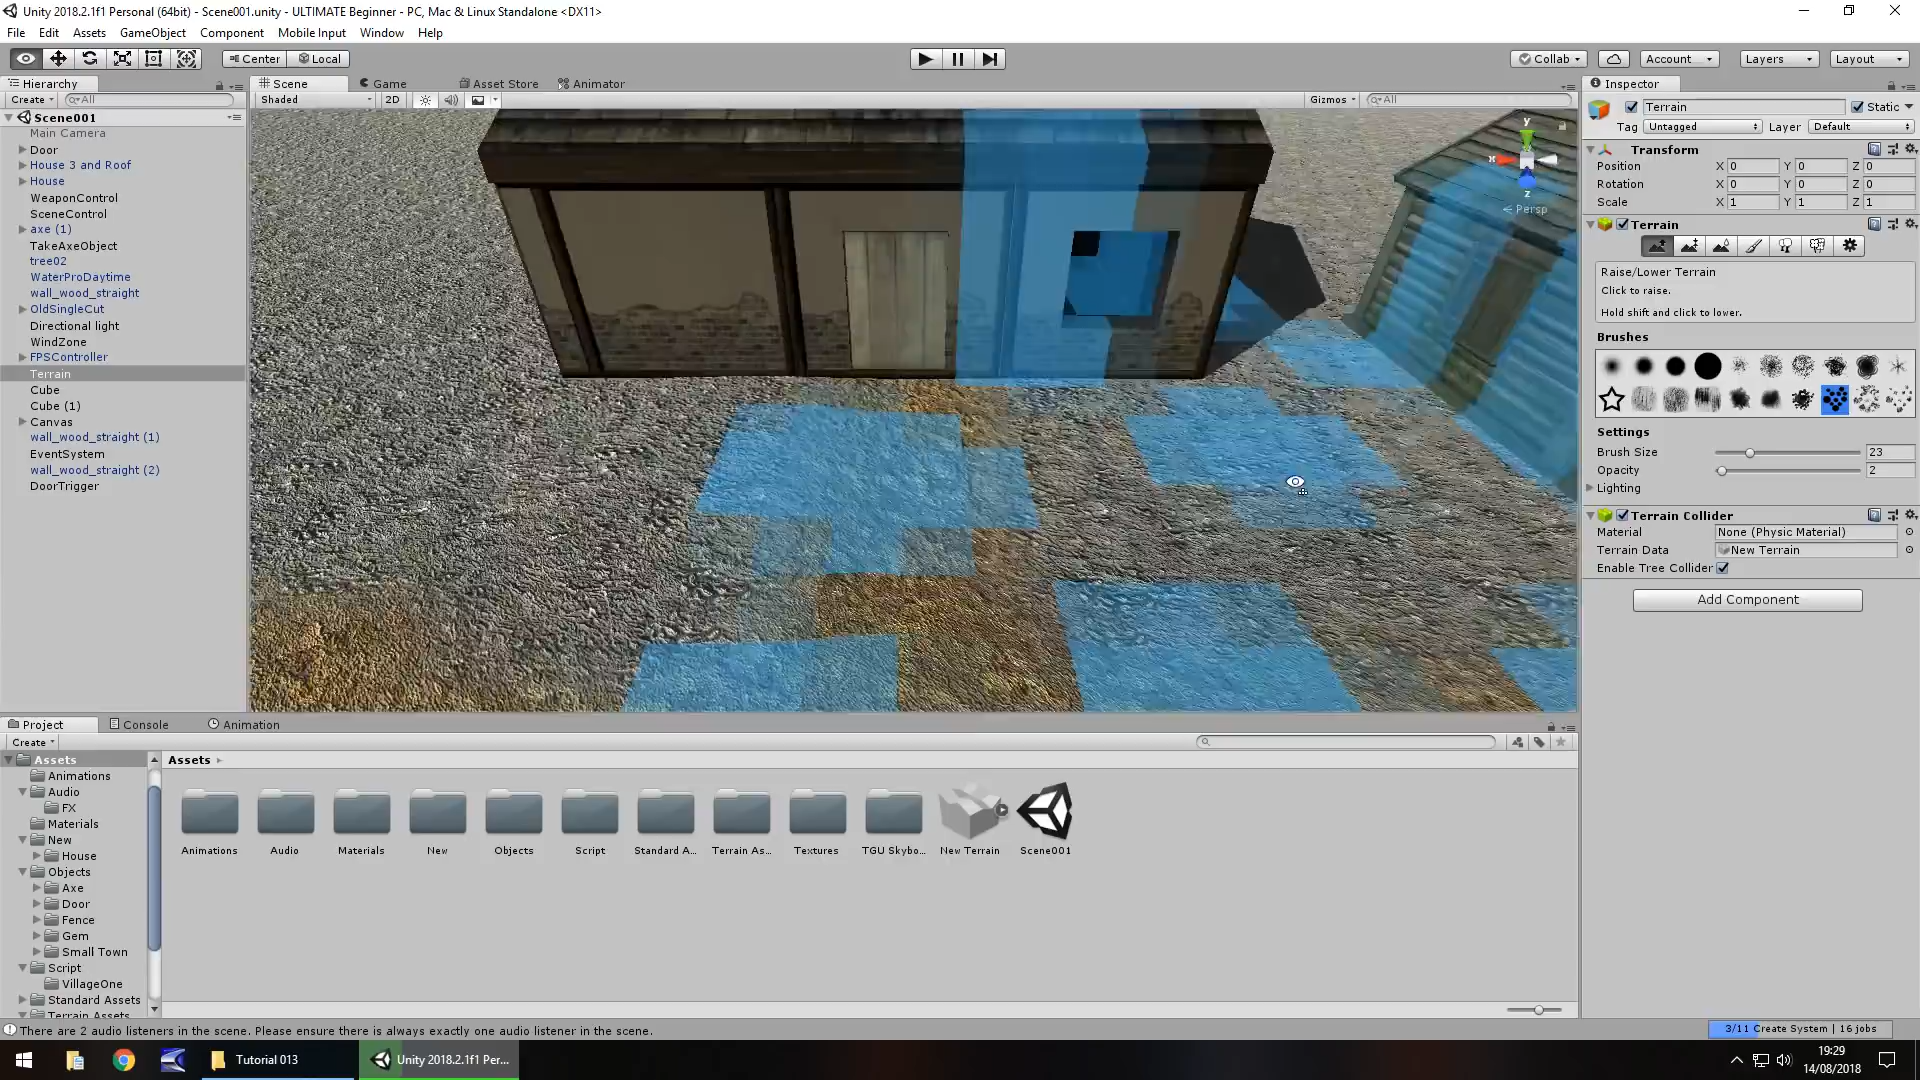 Unity 2018.2.1f1 Personal (64bit) - Scene001.unity - ULTIMATE Beginner - PC, Mac & Linux Standalone <DX11>
File Edit Assets GameObject Component Mobile Input Window Help
Center Local Collab Account Layers Layout
Hierarchy
Create All
Scene001
Main Camera
Door
House 3 and Roof
House
WeaponControl
SceneControl
axe (1)
TakeAxeObject
tree02
WaterProDaytime
wall_wood_straight
OldSingleCut
Directional light
WindZone
FPSController
Terrain
Cube
Cube (1)
Canvas
wall_wood_straight (1)
EventSystem
wall_wood_straight (2)
DoorTrigger
Scene Game Asset Store Animator
Shaded 2D Gizmos All
y
x
z
Persp
Inspector
Terrain Static
Tag Untagged Layer Default
Transform
Position X 0 Y 0 Z 0
Rotation X 0 Y 0 Z 0
Scale X 1 Y 1 Z 1
Terrain
Raise/Lower Terrain
Click to raise.
Hold shift and click to lower.
Brushes
Settings
Brush Size 23
Opacity 2
Lighting
Terrain Collider
Material None (Physic Material)
Terrain Data New Terrain
Enable Tree Collider
Add Component
Project Console Animation
Create
Assets
Animations
Audio
FX
Materials
New
House
Objects
Axe
Door
Fence
Gem
Small Town
Script
VillageOne
Standard Assets
Terrain Assets
Assets
Animations Audio Materials New Objects Script Standard A... Terrain As... Textures TGU Skybo... New Terrain Scene001
There are 2 audio listeners in the scene. Please ensure there is always exactly one audio listener in the scene.
3/11 Create System | 16 jobs
Tutorial 013
Unity 2018.2.1f1 Per...
19:29
14/08/2018